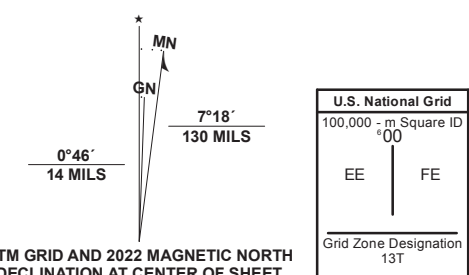 ★
MN
GN
7°18´
130 MILS
0°46´
14 MILS
TM GRID AND 2022 MAGNETIC NORTH
DECLINATION AT CENTER OF SHEET
U.S. National Grid
100,000 - m Square ID
⁶00
EE FE
Grid Zone Designation
13T